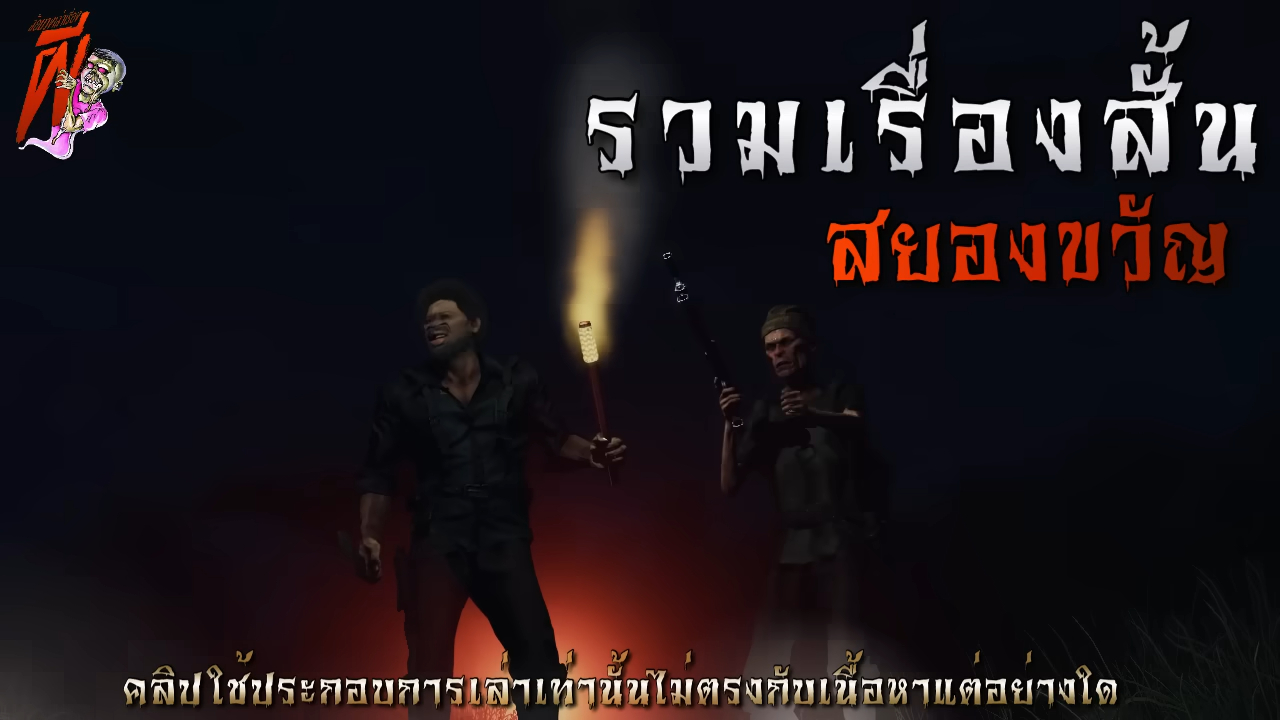 ผี
รวมเรื่องสั้น
สยองขวัญ
คลิปใช้ประกอบการเล่าเท่านั้นไม่ตรงกับเนื้อหาแต่อย่างใด